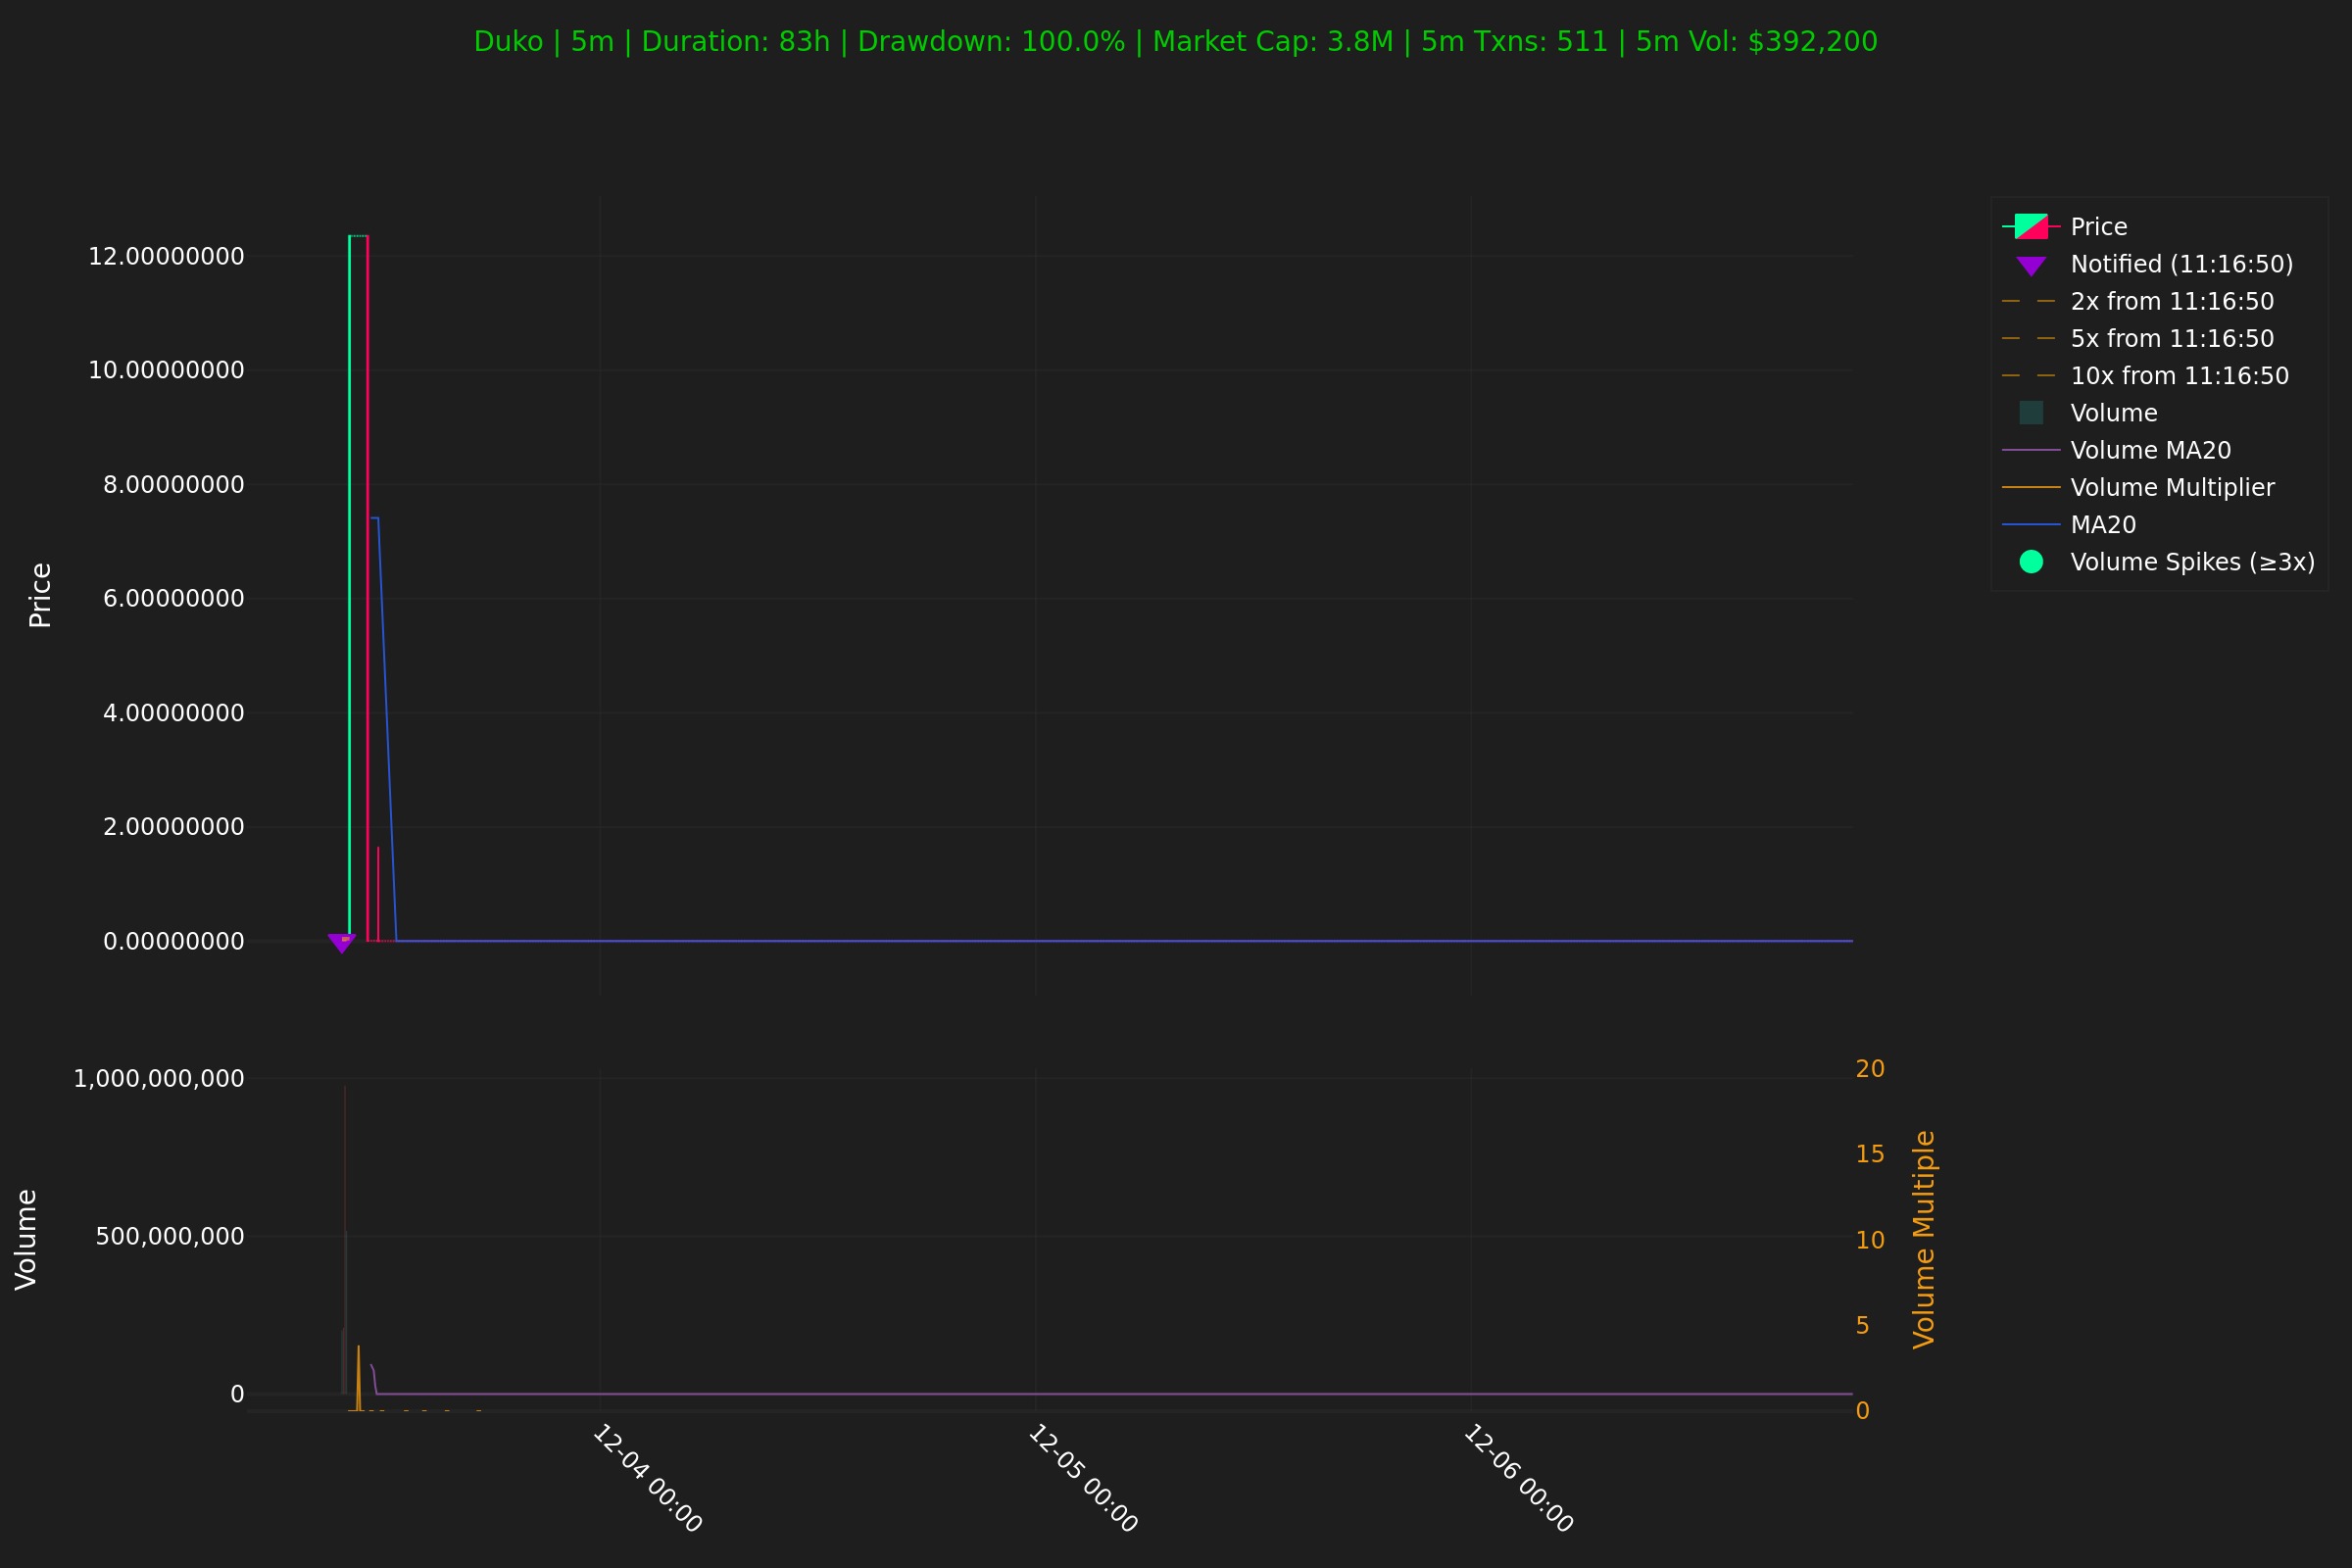 Duko | 5m | Duration: 83h | Drawdown: 100.0% | Market Cap: 3.8M | 5m Txns: 511 | 5m Vol: $392,200
Price
12.00000000
10.00000000
8.00000000
6.00000000
4.00000000
2.00000000
0.00000000
Price
Notified (11:16:50)
2x from 11:16:50
5x from 11:16:50
10x from 11:16:50
Volume
Volume MA20
Volume Multiplier
MA20
Volume Spikes (≥3x)
Volume
1,000,000,000
500,000,000
0
20
15
10
5
0
Volume Multiple
12-04 00:00
12-05 00:00
12-06 00:00